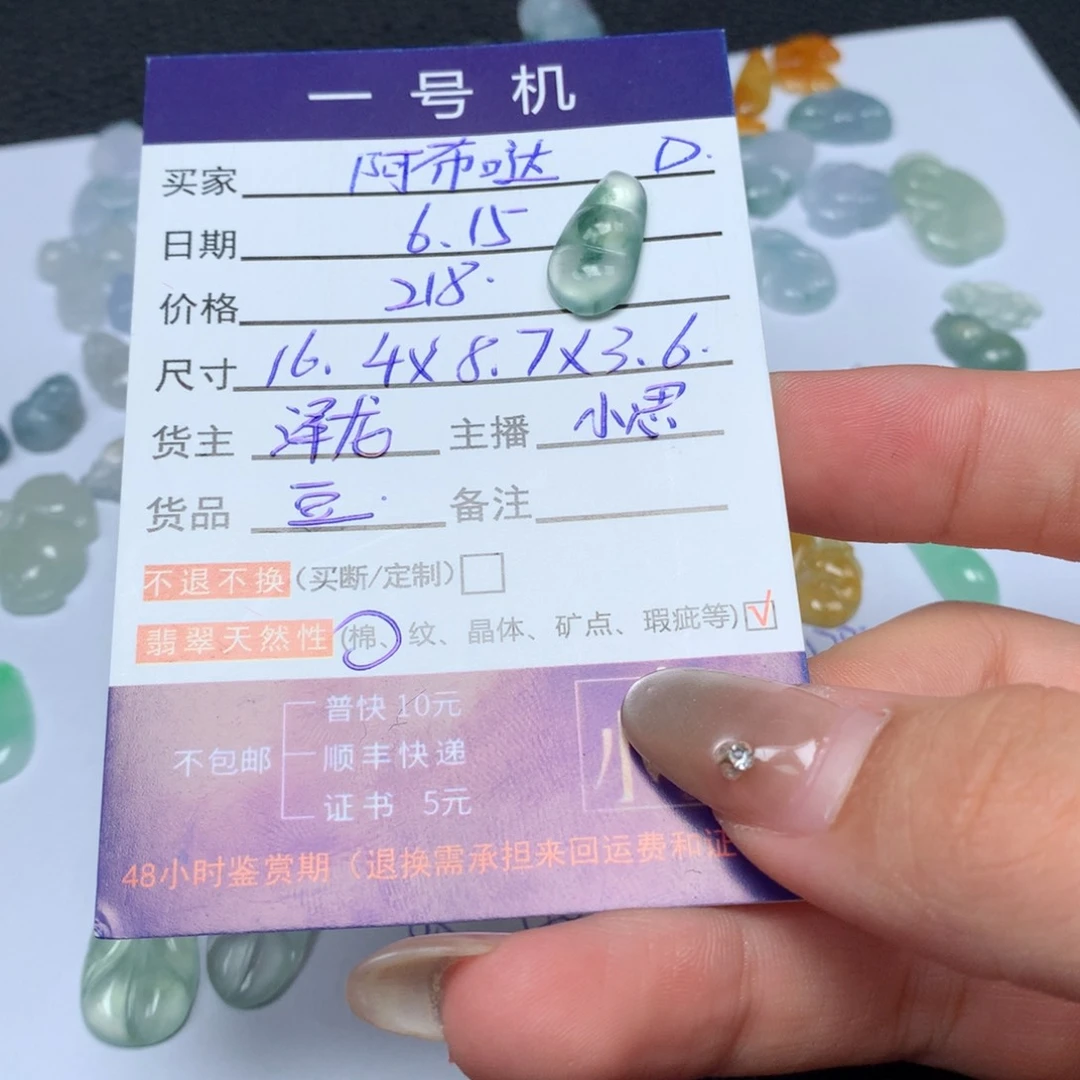 一号机
买家 阿希哒 D.
日期 6.15
价格 218.
尺寸 16.4X8.7X3.6.
货主 泽龙 主播 小思
货品 豆. 备注
不退不换(买断/定制)
翡翠天然性(棉、纹、晶体、矿点、瑕疵等)√
普快10元
不包邮 顺丰快递
证书 5元
48小时鉴赏期（退换需承担来回运费和证